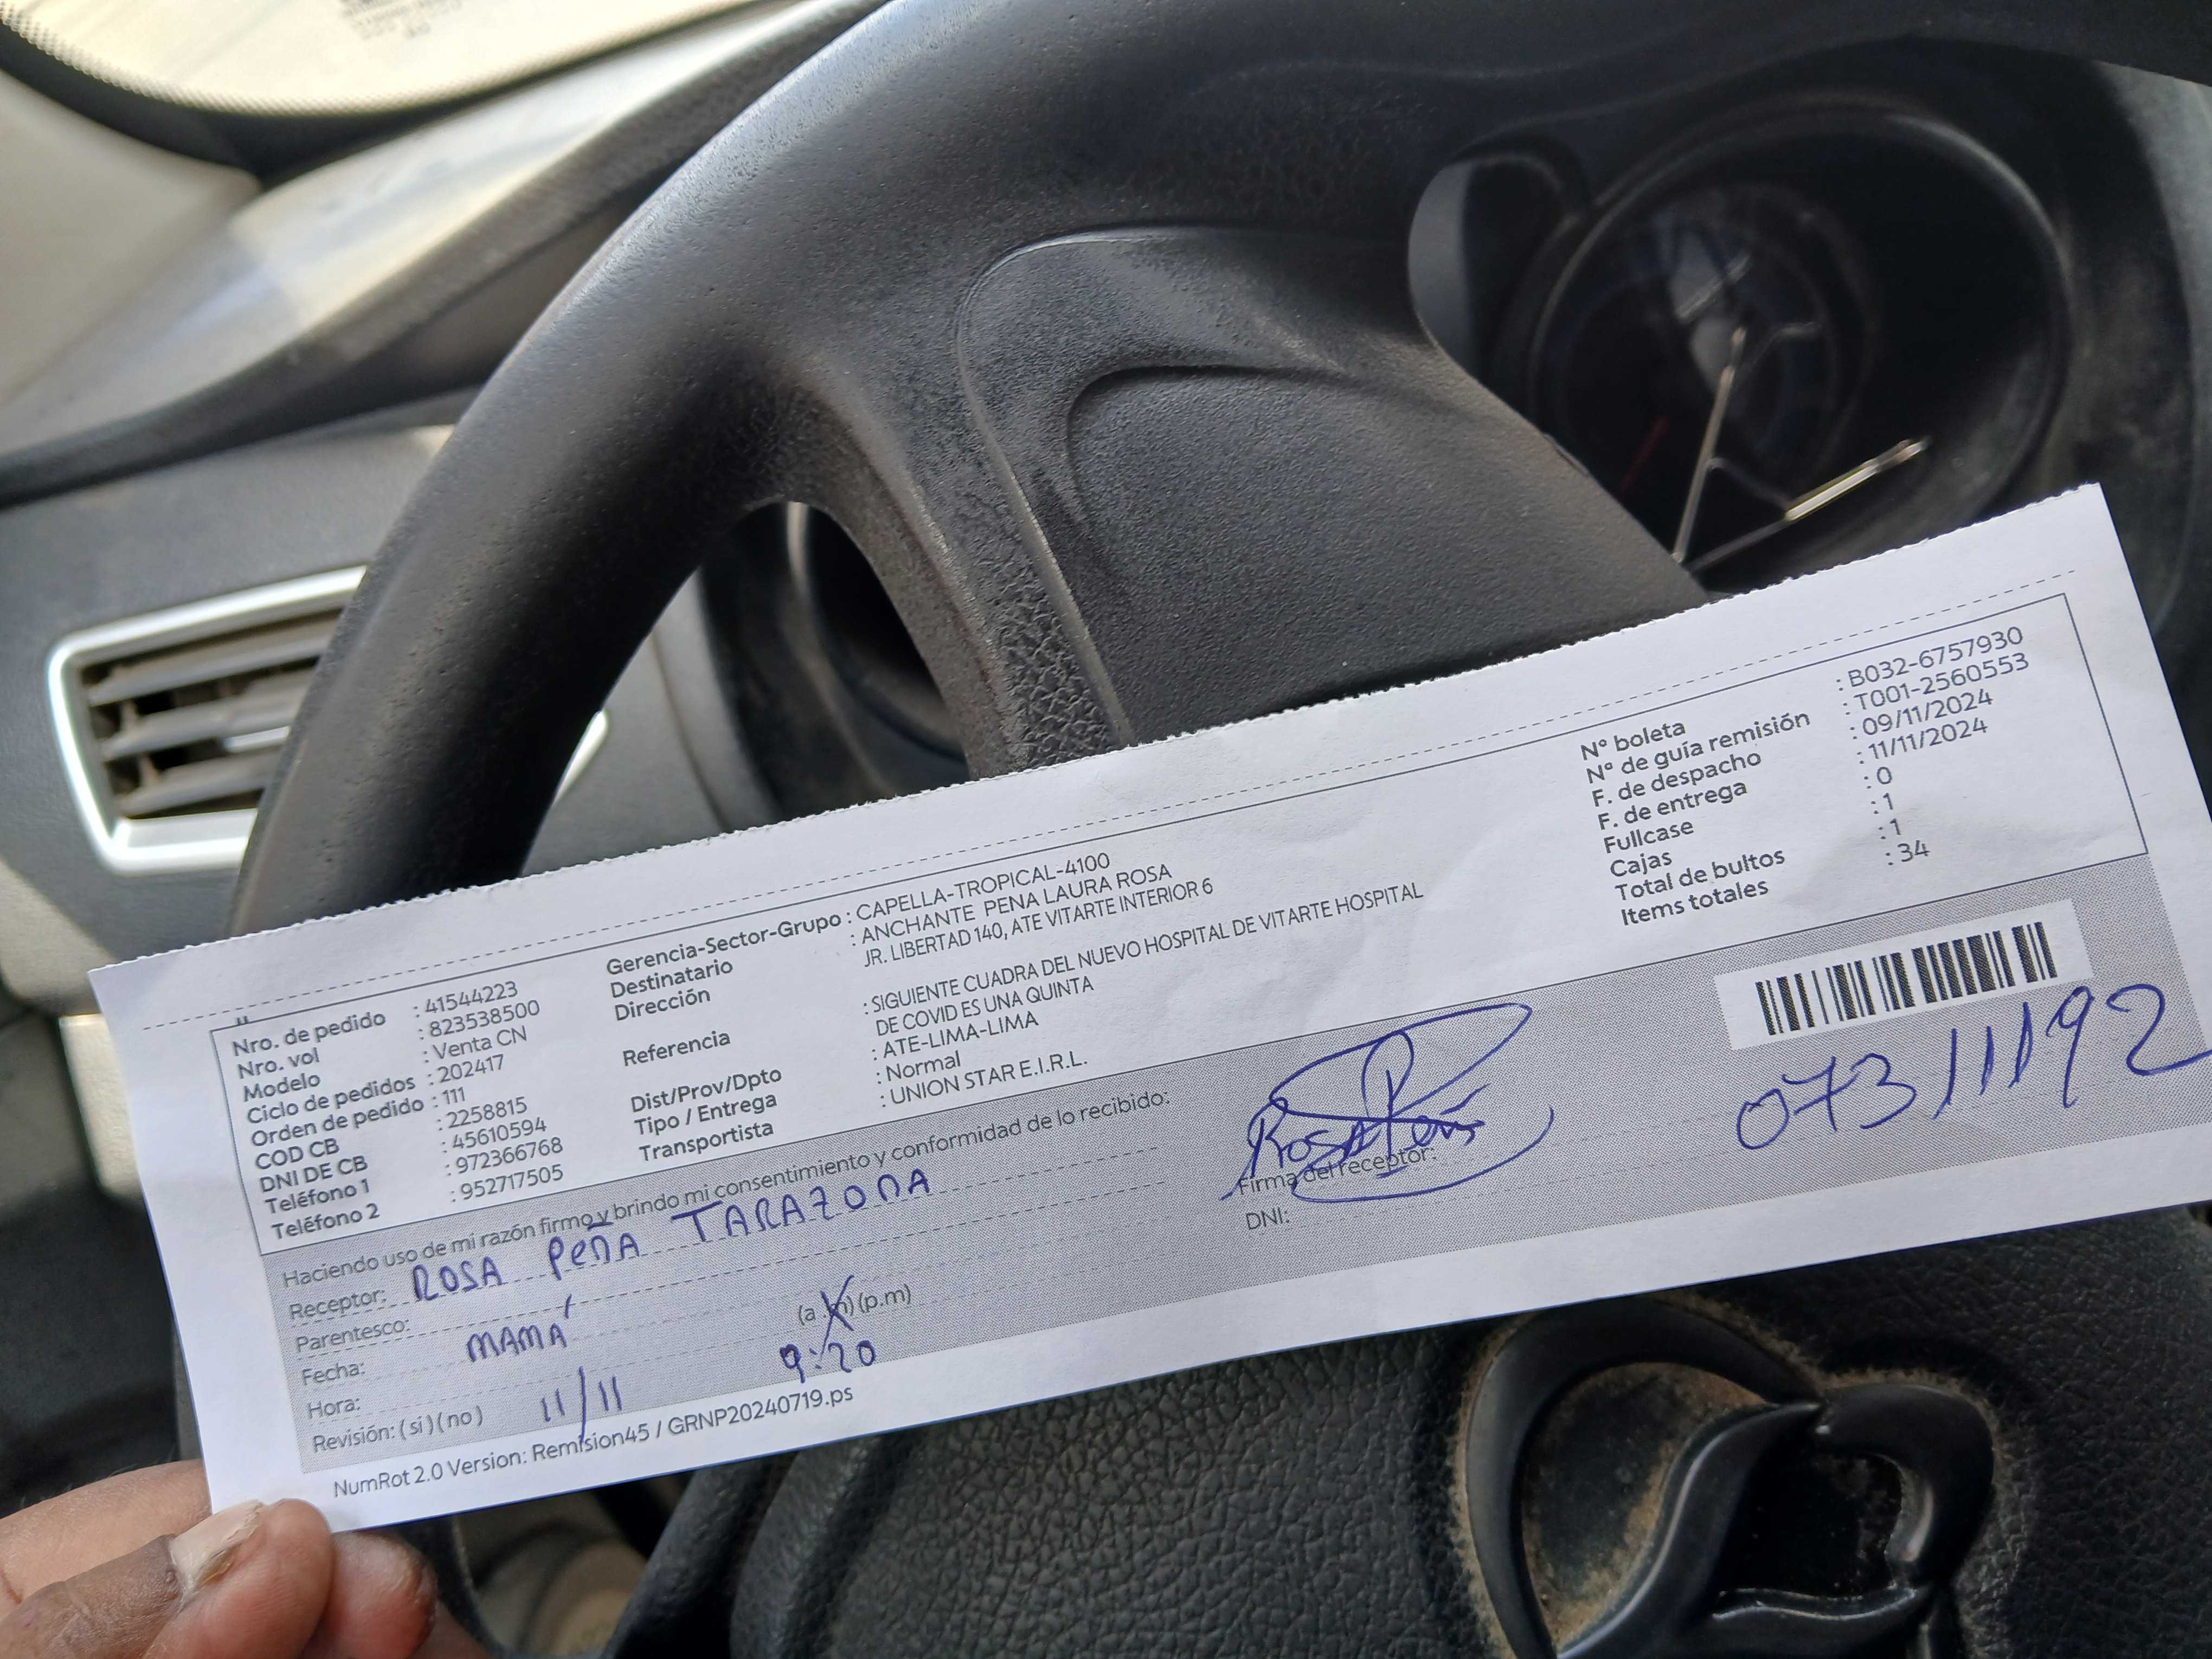 Nro. de pedido : 41544223
Nro. vol : 823538500
Modelo : Venta CN
Ciclo de pedidos : 202417
Orden de pedido : 111
COD CB : 2258815
DNI DE CB : 45610594
Teléfono 1 : 972366768
Teléfono 2 : 952717505
Gerencia-Sector-Grupo : CAPELLA-TROPICAL-4100
Destinatario : ANCHANTE PENA LAURA ROSA
Dirección JR. LIBERTAD 140, ATE VITARTE INTERIOR 6
Referencia : SIGUIENTE CUADRA DEL NUEVO HOSPITAL DE VITARTE HOSPITAL
DE COVID ES UNA QUINTA
Dist/Prov/Dpto : ATE-LIMA-LIMA
Tipo / Entrega : Normal
Transportista : UNION STAR E.I.R.L.
N° boleta : B032-6757930
N° de guía remisión : T001-2560553
F. de despacho : 09/11/2024
F. de entrega : 11/11/2024
Fullcase : 0
Cajas : 1
Total de bultos : 1
Items totales : 34
Haciendo uso de mi razón firmo y brindo mi consentimiento y conformidad de lo recibido:
Receptor: ROSA PEÑA TARAZONA
Parentesco: MAMÁ
Fecha: 11/11
Hora: 9:20 (a.m) (p.m)
Revisión: (si) (no)
Rosa Peña
Firma del receptor:
DNI: 07311192
NumRot 2.0 Version: Remision45 / GRNP20240719.ps